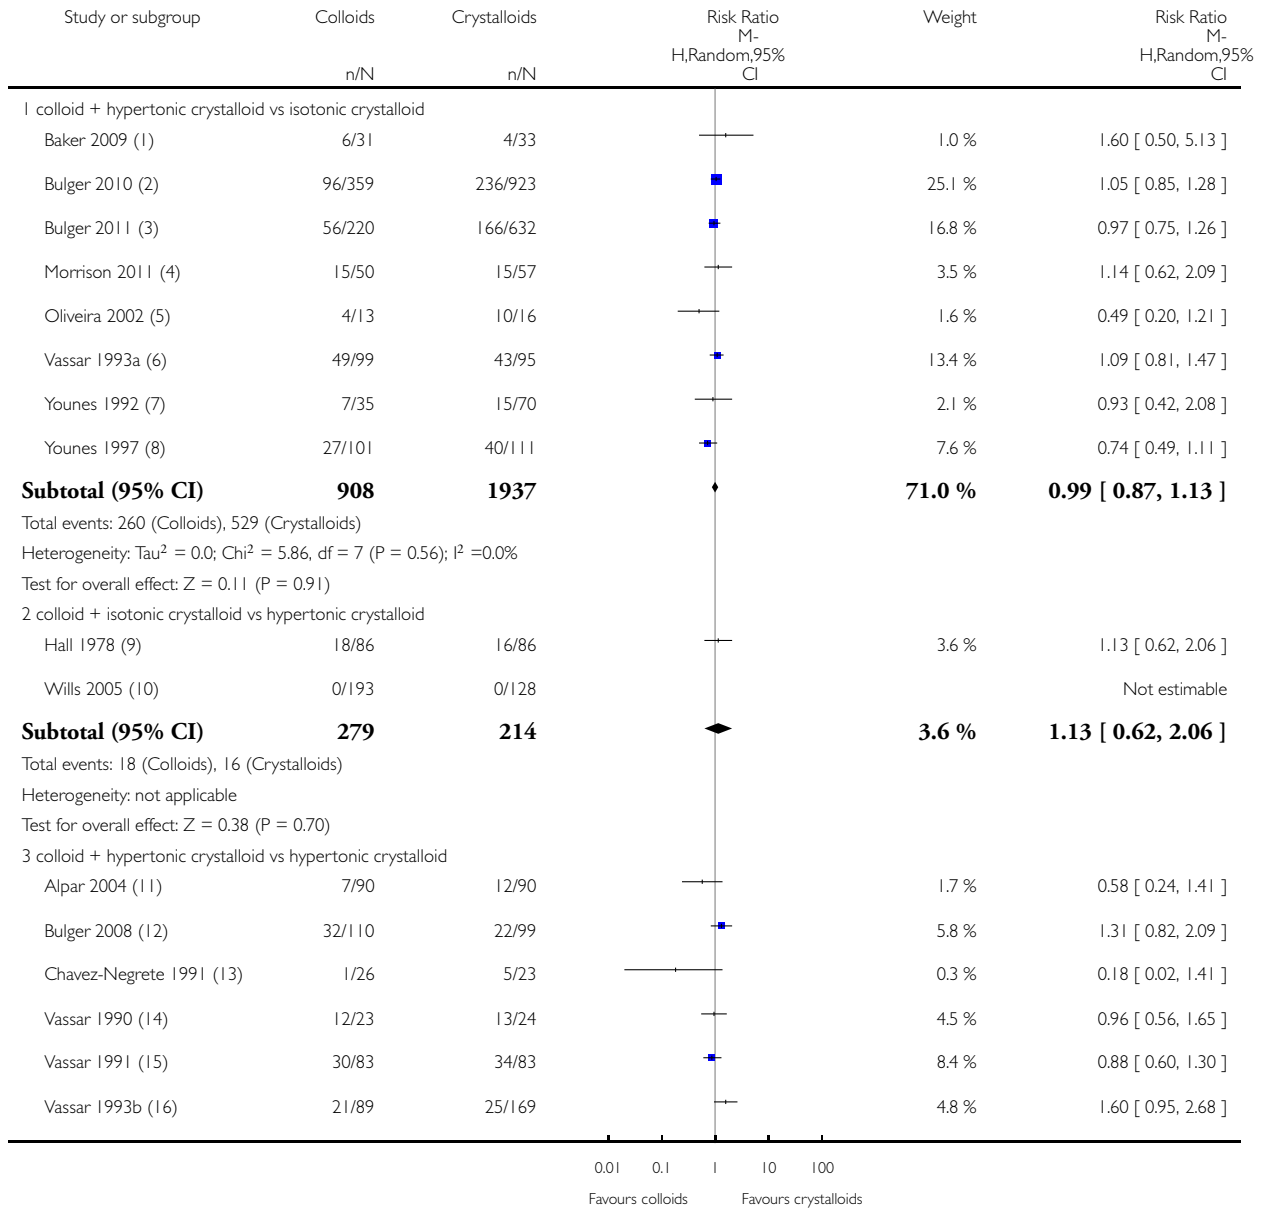 Study or subgroup Colloids Crystalloids Risk Ratio Weight Risk Ratio
M- M-
H,Random,95% H,Random,95%
n/N n/N CI CI
1 colloid + hypertonic crystalloid vs isotonic crystalloid
Baker 2009 (1) 6/31 4/33 1.0 % 1.60 [ 0.50, 5.13 ]
Bulger 2010 (2) 96/359 236/923 25.1 % 1.05 [ 0.85, 1.28 ]
Bulger 2011 (3) 56/220 166/632 16.8 % 0.97 [ 0.75, 1.26 ]
Morrison 2011 (4) 15/50 15/57 3.5 % 1.14 [ 0.62, 2.09 ]
Oliveira 2002 (5) 4/13 10/16 1.6 % 0.49 [ 0.20, 1.21 ]
Vassar 1993a (6) 49/99 43/95 13.4 % 1.09 [ 0.81, 1.47 ]
Younes 1992 (7) 7/35 15/70 2.1 % 0.93 [ 0.42, 2.08 ]
Younes 1997 (8) 27/101 40/111 7.6 % 0.74 [ 0.49, 1.11 ]
Subtotal (95% CI) 908 1937 71.0 % 0.99 [ 0.87, 1.13 ]
Total events: 260 (Colloids), 529 (Crystalloids)
Heterogeneity: Tau² = 0.0; Chi² = 5.86, df = 7 (P = 0.56); I² =0.0%
Test for overall effect: Z = 0.11 (P = 0.91)
2 colloid + isotonic crystalloid vs hypertonic crystalloid
Hall 1978 (9) 18/86 16/86 3.6 % 1.13 [ 0.62, 2.06 ]
Wills 2005 (10) 0/193 0/128 Not estimable
Subtotal (95% CI) 279 214 3.6 % 1.13 [ 0.62, 2.06 ]
Total events: 18 (Colloids), 16 (Crystalloids)
Heterogeneity: not applicable
Test for overall effect: Z = 0.38 (P = 0.70)
3 colloid + hypertonic crystalloid vs hypertonic crystalloid
Alpar 2004 (11) 7/90 12/90 1.7 % 0.58 [ 0.24, 1.41 ]
Bulger 2008 (12) 32/110 22/99 5.8 % 1.31 [ 0.82, 2.09 ]
Chavez-Negrete 1991 (13) 1/26 5/23 0.3 % 0.18 [ 0.02, 1.41 ]
Vassar 1990 (14) 12/23 13/24 4.5 % 0.96 [ 0.56, 1.65 ]
Vassar 1991 (15) 30/83 34/83 8.4 % 0.88 [ 0.60, 1.30 ]
Vassar 1993b (16) 21/89 25/169 4.8 % 1.60 [ 0.95, 2.68 ]
0.01 0.1 1 10 100
Favours colloids Favours crystalloids